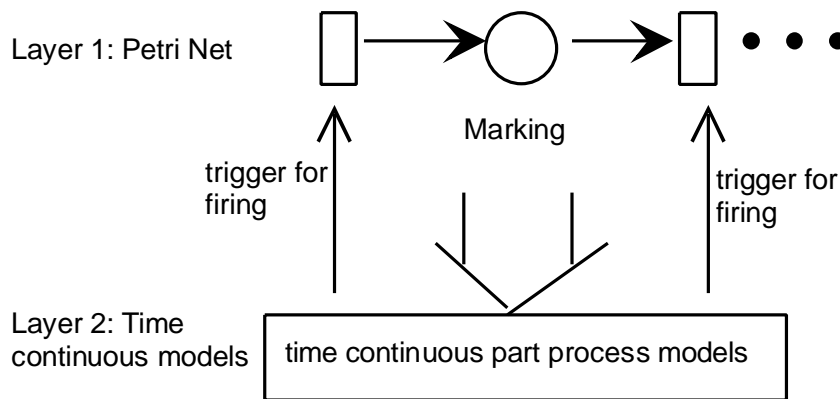 Layer 1: Petri Net
Marking
trigger for
firing
trigger for
firing
Layer 2: Time
continuous models
time continuous part process models